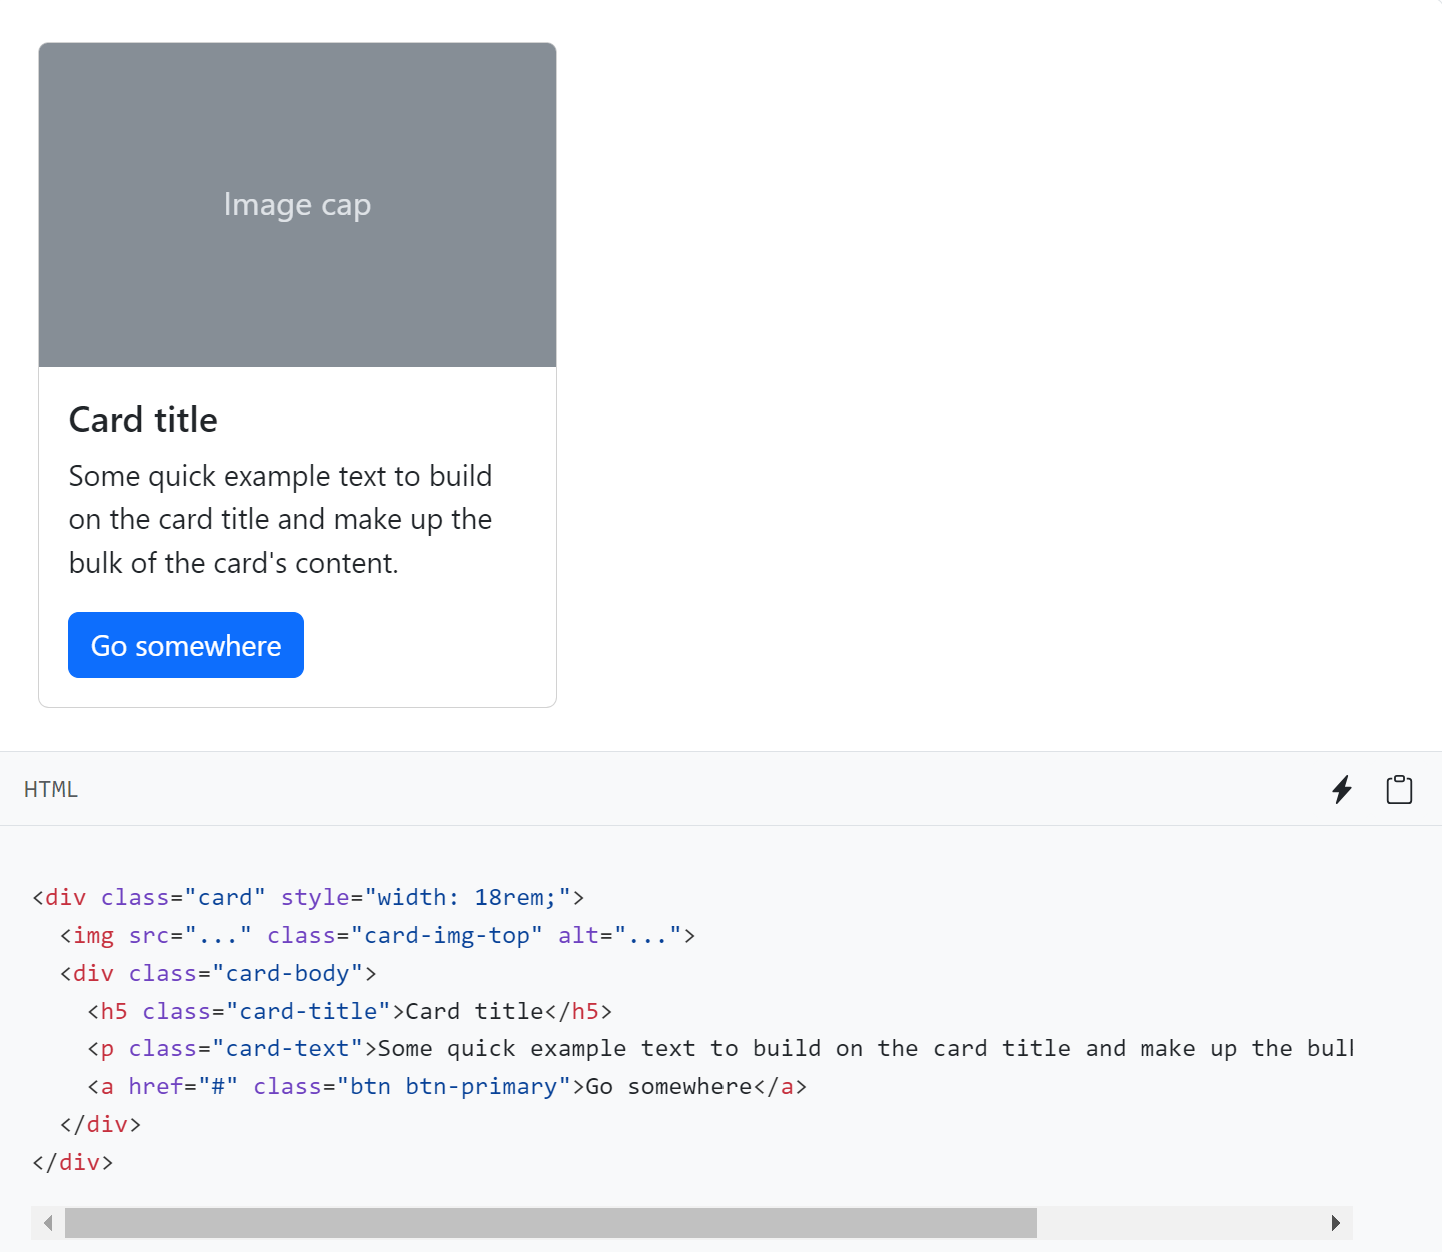 Image cap
Card title
Some quick example text to build
on the card title and make up the
bulk of the card's content.
Go somewhere
HTML
<div class="card" style="width: 18rem;">
  <img src="..." class="card-img-top" alt="...">
  <div class="card-body">
    <h5 class="card-title">Card title</h5>
    <p class="card-text">Some quick example text to build on the card title and make up the bul
    <a href="#" class="btn btn-primary">Go somewhere</a>
  </div>
</div>